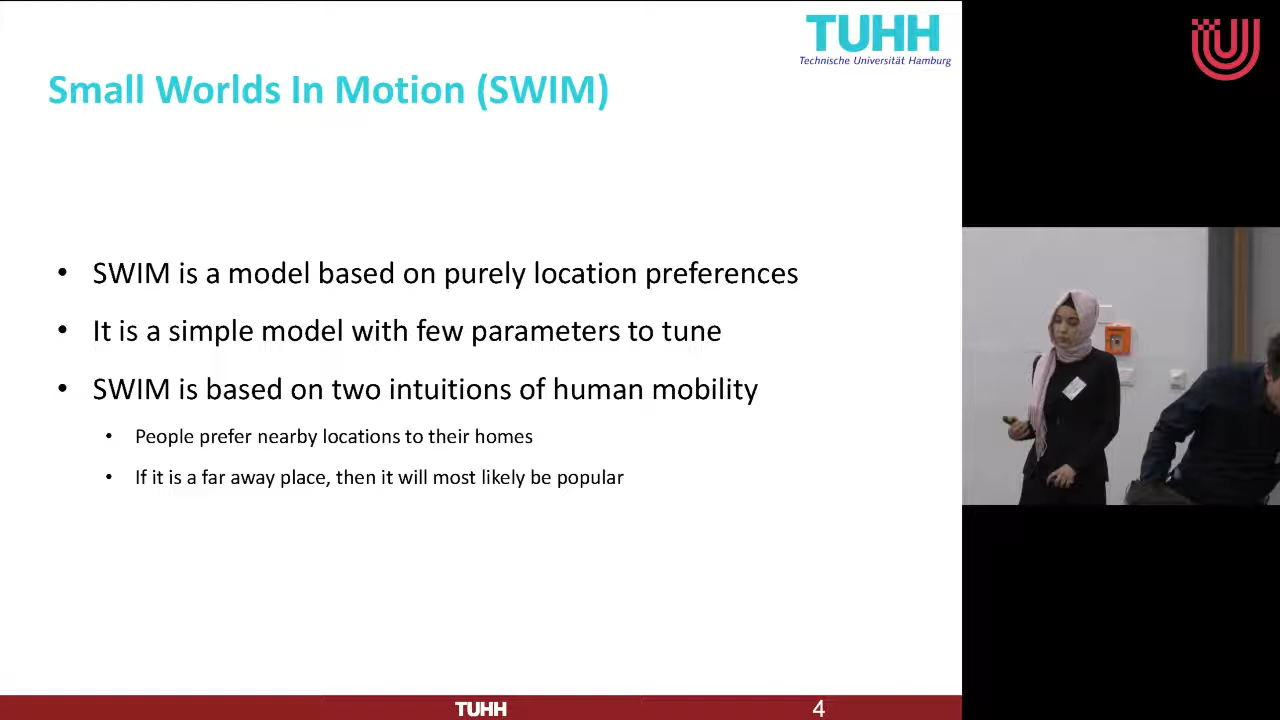 TUHH
Technische Universität Hamburg
Small Worlds In Motion (SWIM)
• SWIM is a model based on purely location preferences
• It is a simple model with few parameters to tune
• SWIM is based on two intuitions of human mobility
• People prefer nearby locations to their homes
• If it is a far away place, then it will most likely be popular
TUHH
4